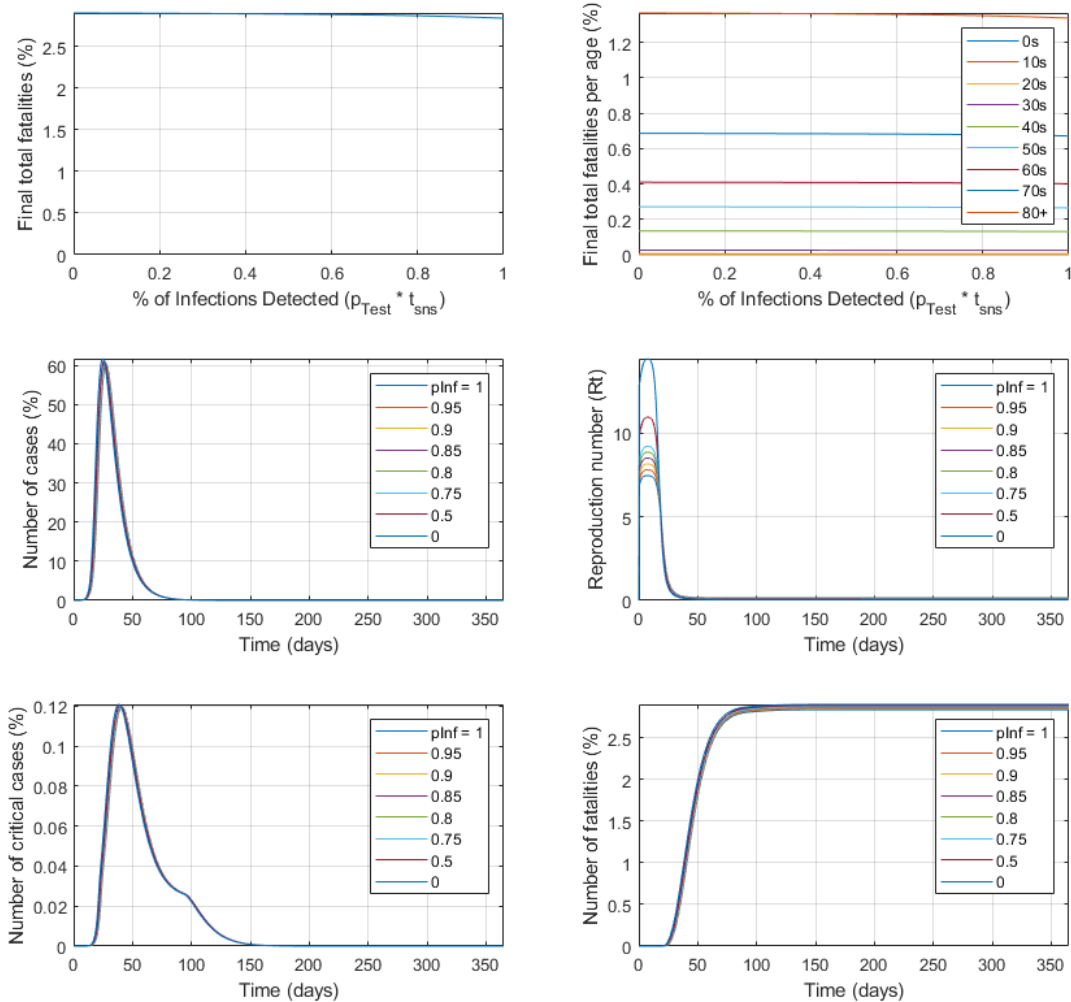 Final total fatalities (%)
2.5
2
1.5
1
0.5
0
0 0.2 0.4 0.6 0.8 1
% of Infections Detected (p_Test * t_sns)
Final total fatalities per age (%)
1.2
1
0.8
0.6
0.4
0.2
0
0 0.2 0.4 0.6 0.8 1
% of Infections Detected (p_Test * t_sns)
0s
10s
20s
30s
40s
50s
60s
70s
80+
Number of cases (%)
60
50
40
30
20
10
0
0 50 100 150 200 250 300 350
Time (days)
pInf = 1
0.95
0.9
0.85
0.8
0.75
0.5
0
Reproduction number (Rt)
10
5
0
0 50 100 150 200 250 300 350
Time (days)
pInf = 1
0.95
0.9
0.85
0.8
0.75
0.5
0
Number of critical cases (%)
0.12
0.1
0.08
0.06
0.04
0.02
0
0 50 100 150 200 250 300 350
Time (days)
pInf = 1
0.95
0.9
0.85
0.8
0.75
0.5
0
Number of fatalities (%)
2.5
2
1.5
1
0.5
0
0 50 100 150 200 250 300 350
Time (days)
pInf = 1
0.95
0.9
0.85
0.8
0.75
0.5
0